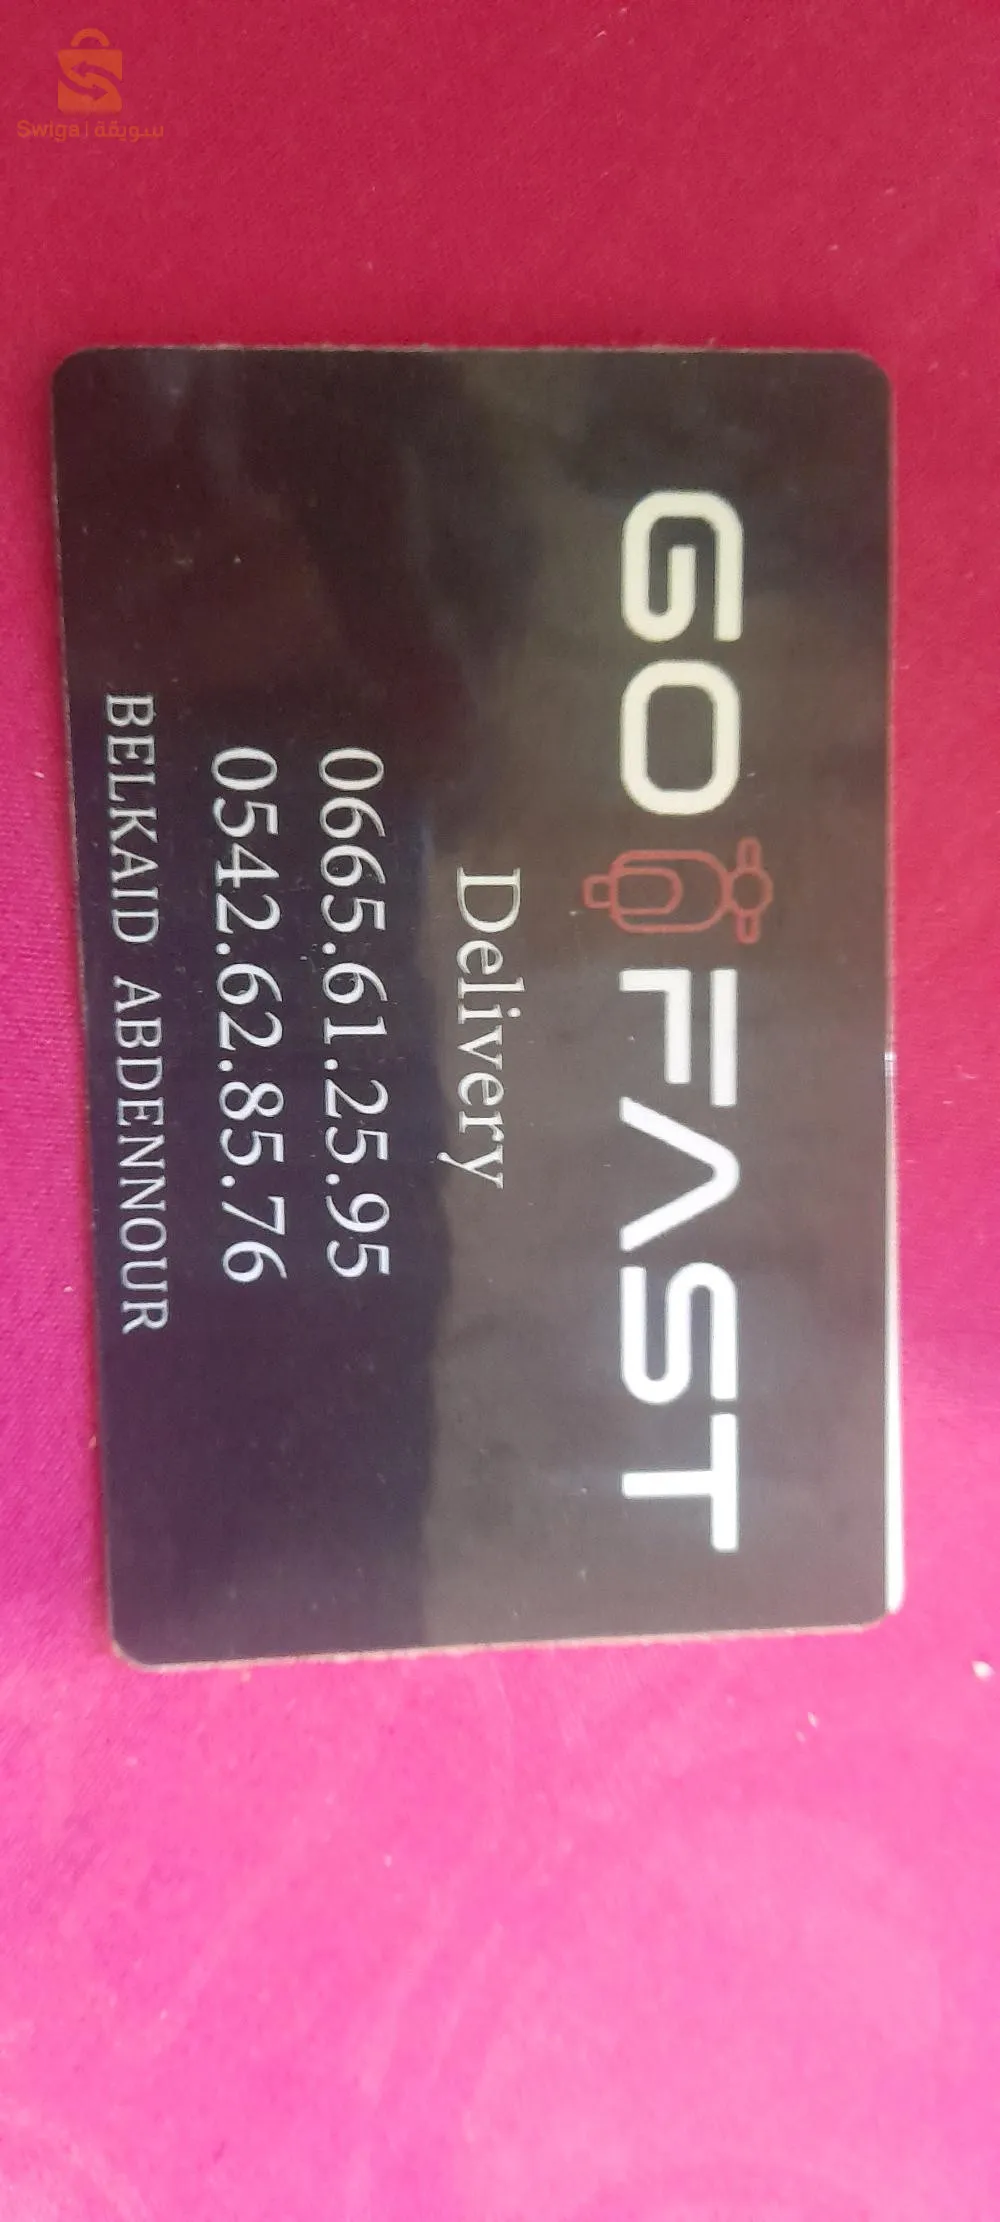 Swiga | سويقة
GO FAST
Delivery
0665.61.25.95
0542.62.85.76
BELKAID ABDENNOUR